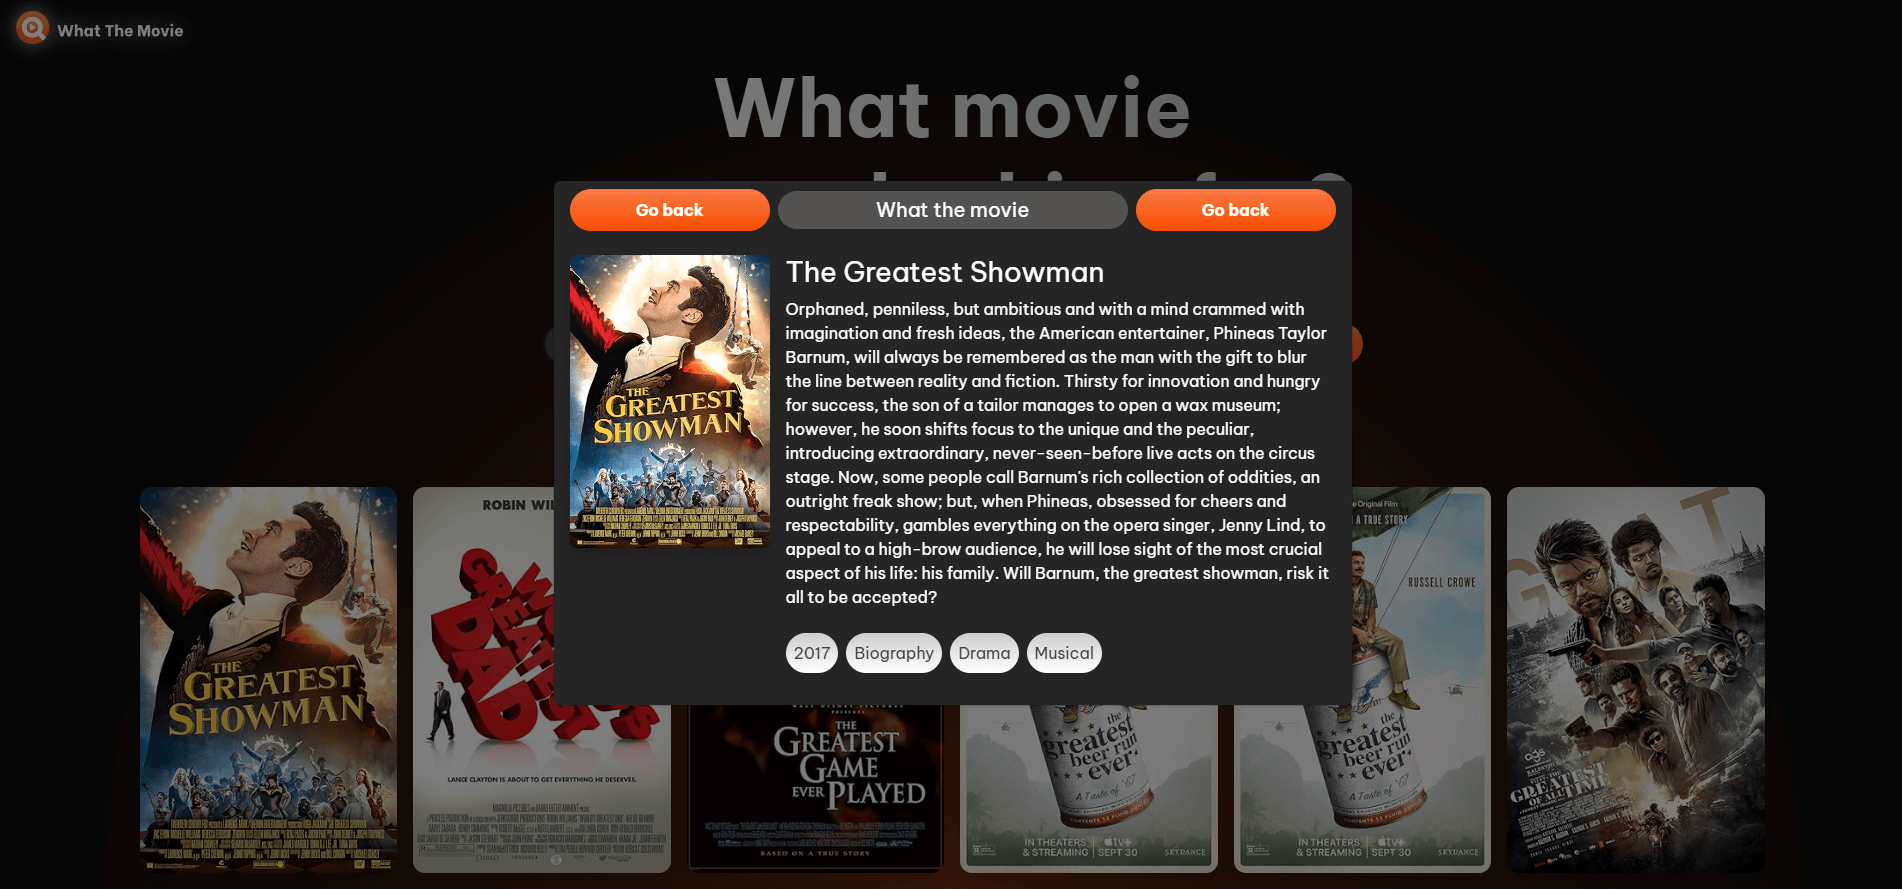 What The Movie
What movie
Go back
What the movie
Go back
The Greatest Showman
Orphaned, penniless, but ambitious and with a mind crammed with
imagination and fresh ideas, the American entertainer, Phineas Taylor
Barnum, will always be remembered as the man with the gift to blur
the line between reality and fiction. Thirsty for innovation and hungry
for success, the son of a tailor manages to open a wax museum;
however, he soon shifts focus to the unique and the peculiar,
introducing extraordinary, never-seen-before live acts on the circus
stage. Now, some people call Barnum's rich collection of oddities, an
outright freak show; but, when Phineas, obsessed for cheers and
respectability, gambles everything on the opera singer, Jenny Lind, to
appeal to a high-brow audience, he will lose sight of the most crucial
aspect of his life: his family. Will Barnum, the greatest showman, risk it
all to be accepted?
2017
Biography
Drama
Musical
THE
GREATEST
SHOWMAN
THE
GREATEST
SHOWMAN
ROBIN
GREATEST
DAD
LANCE CLAYTON IS ABOUT TO GET EVERYTHING HE DESERVES.
PRESENTS
THE
GREATEST
GAME
EVER PLAYED
BASED ON A TRUE STORY
the
greatest
beer run
ever
A Taste of '67
IN THEATERS
& STREAMING | tv+ SEPT 30
SKYDANCE
Original Film
A TRUE STORY
RUSSELL CROWE
the
greatest
beer run
ever
A Taste of '67
CONTAINS 12 FLUID
IN THEATERS
& STREAMING | tv+ SEPT 30
SKYDANCE
GOAT
ags
THE
GREATEST
OF ALL TIME